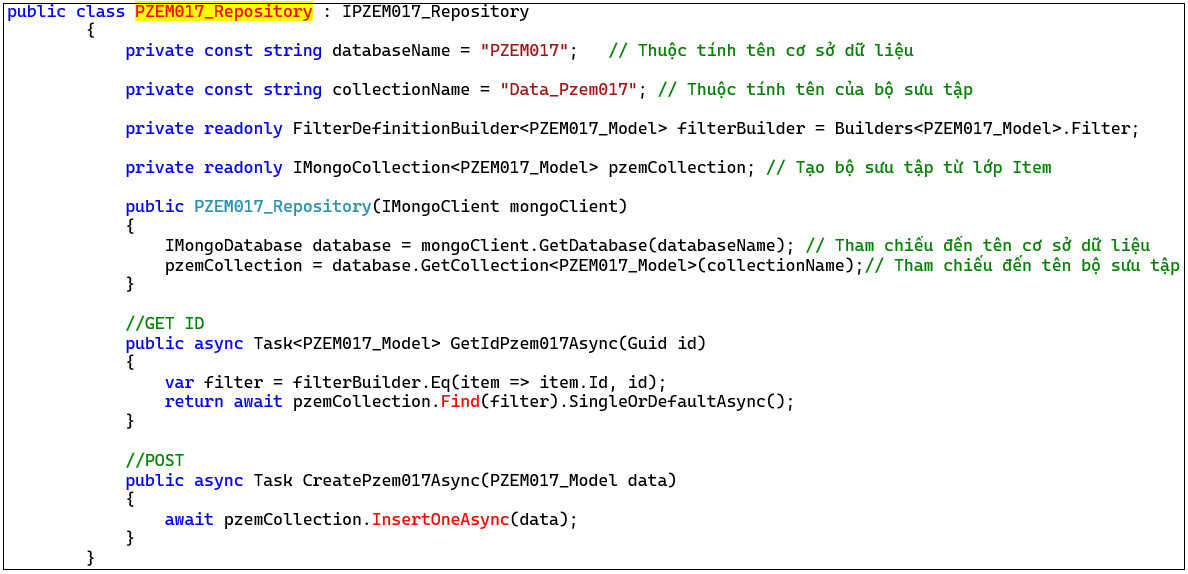 public class PZEM017_Repository : IPZEM017_Repository
{
private const string databaseName = "PZEM017"; // Thuộc tính tên cơ sở dữ liệu
private const string collectionName = "Data_Pzem017"; // Thuộc tính tên của bộ sưu tập
private readonly FilterDefinitionBuilder<PZEM017_Model> filterBuilder = Builders<PZEM017_Model>.Filter;
private readonly IMongoCollection<PZEM017_Model> pzemCollection; // Tạo bộ sưu tập từ lớp Item
public PZEM017_Repository(IMongoClient mongoClient)
{
IMongoDatabase database = mongoClient.GetDatabase(databaseName); // Tham chiếu đến tên cơ sở dữ liệu
pzemCollection = database.GetCollection<PZEM017_Model>(collectionName);// Tham chiếu đến tên bộ sưu tập
}
//GET ID
public async Task<PZEM017_Model> GetIdPzem017Async(Guid id)
{
var filter = filterBuilder.Eq(item => item.Id, id);
return await pzemCollection.Find(filter).SingleOrDefaultAsync();
}
//POST
public async Task CreatePzem017Async(PZEM017_Model data)
{
await pzemCollection.InsertOneAsync(data);
}
}